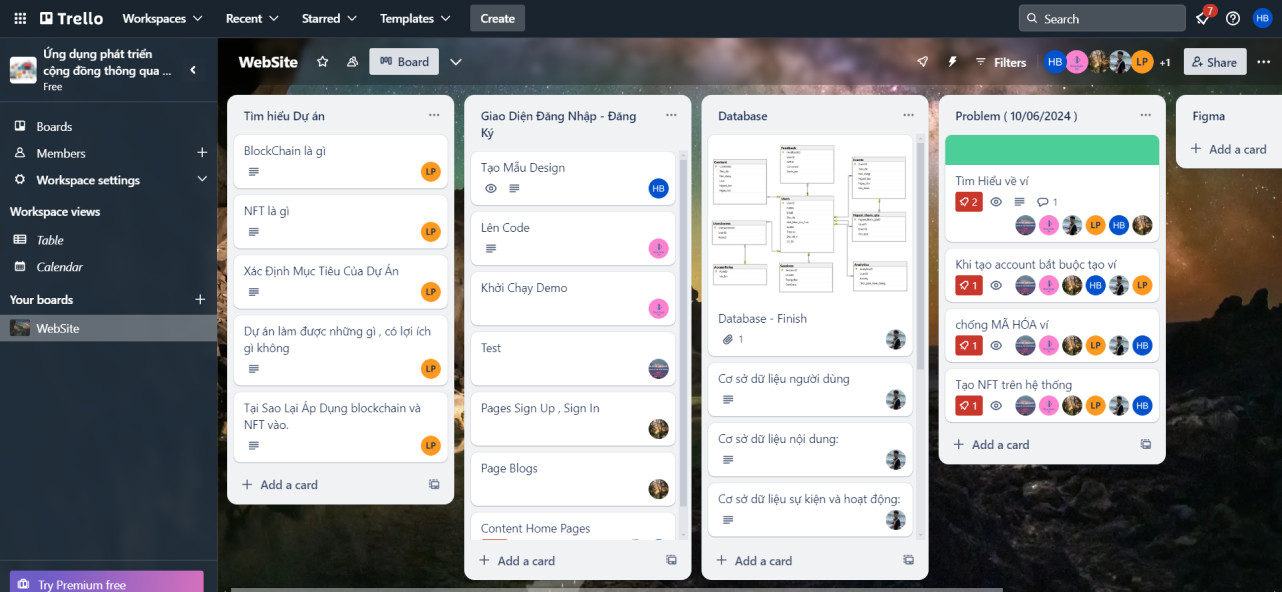 Trello
Workspaces
Recent
Starred
Templates
Create
Search
7
HB
Ứng dụng phát triển
cộng đồng thông qua ...
Free
Boards
Members
Workspace settings
Workspace views
Table
Calendar
Your boards
WebSite
Try Premium free
WebSite
Board
Filters
HB
LP
+1
Share
Tìm hiểu Dự án
BlockChain là gì
LP
NFT là gì
LP
Xác Định Mục Tiêu Của Dự Án
LP
Dự án làm được những gì , có lợi ích
gì không
LP
Tại Sao Lại Áp Dụng blockchain và
NFT vào.
LP
Add a card
Giao Diện Đăng Nhập - Đăng
Ký
Tạo Mẫu Design
HB
Lên Code
Khởi Chạy Demo
Test
Pages Sign Up , Sign In
Page Blogs
Content Home Pages
Add a card
Database
Database - Finish
1
Cơ sở dữ liệu người dùng
Cơ sở dữ liệu nội dung:
Cơ sở dữ liệu sự kiện và hoạt động:
Add a card
Problem ( 10/06/2024 )
Tìm Hiểu về ví
2
1
LP
HB
Khi tạo account bắt buộc tạo ví
1
HB
LP
chống MÃ HÓA ví
1
LP
HB
Tạo NFT trên hệ thống
1
LP
HB
Add a card
Figma
Add a card